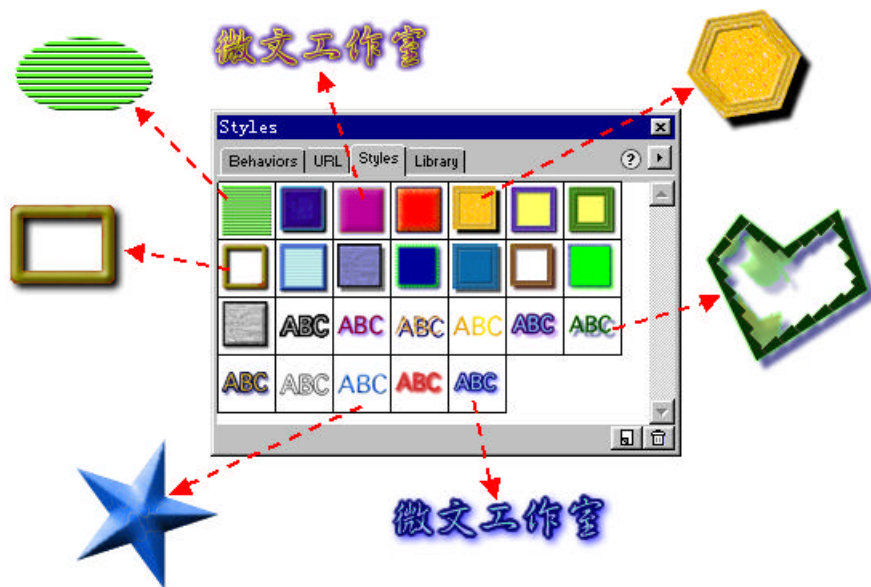 微文工作室
Styles
Behaviors URL Styles Library
?
ABC ABC ABC ABC ABC ABC
ABC ABC ABC ABC ABC
微文工作室